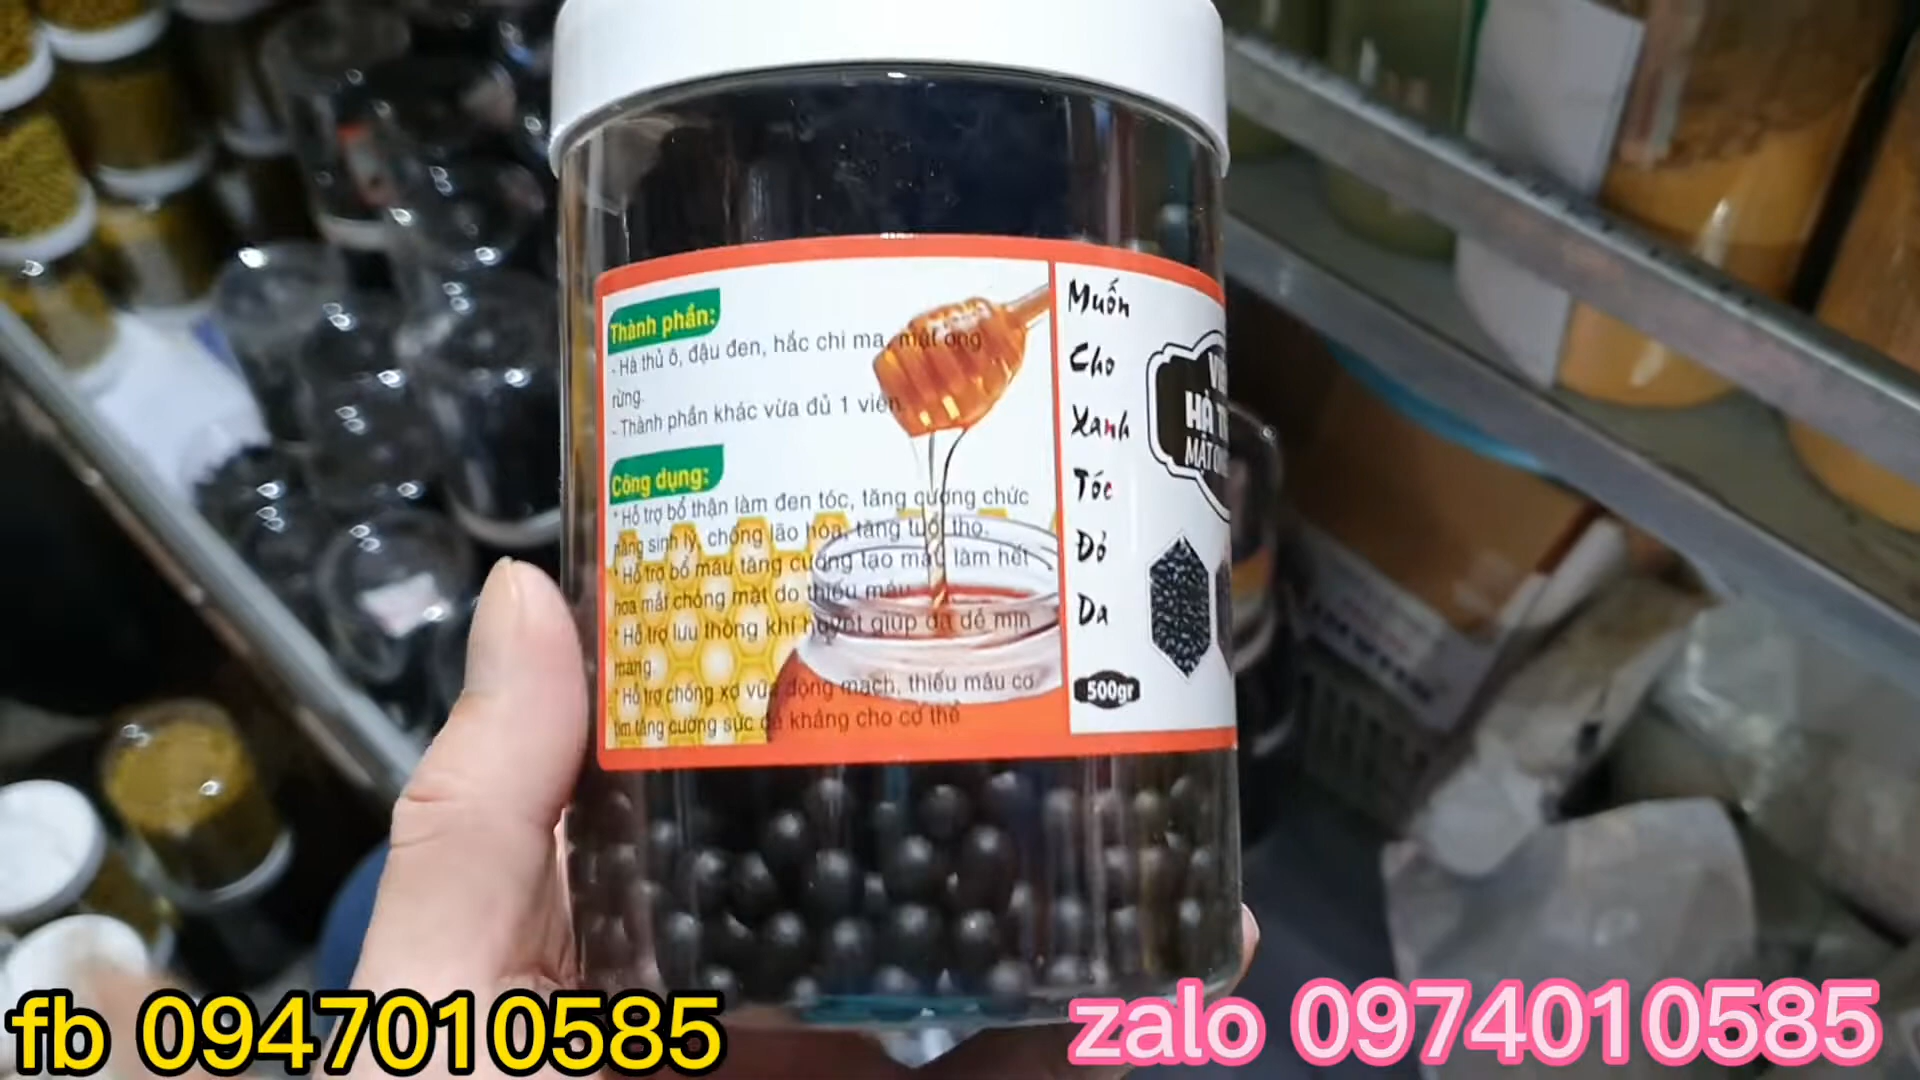 Thành phần:
- Hà thủ ô, đậu đen, hắc chi ma, mật ong
rừng.
- Thành phần khác vừa đủ 1 viên
Công dụng:
* Hỗ trợ bổ thận làm đen tóc, tăng cường chức
năng sinh lý, chống lão hóa, tăng tuổi thọ.
* Hỗ trợ bổ máu tăng cường tạo máu làm hết
hoa mắt chóng mặt do thiếu máu
* Hỗ trợ lưu thông khí huyết giúp da dẻ mịn
màng
* Hỗ trợ chống xơ vữa động mạch, thiếu máu cơ
tim tăng cường sức đề kháng cho cơ thể
Muốn
Cho
Xanh
Tóc
Đỏ
Da
500gr
HÀ
MẬT
fb 0947010585
zalo 0974010585